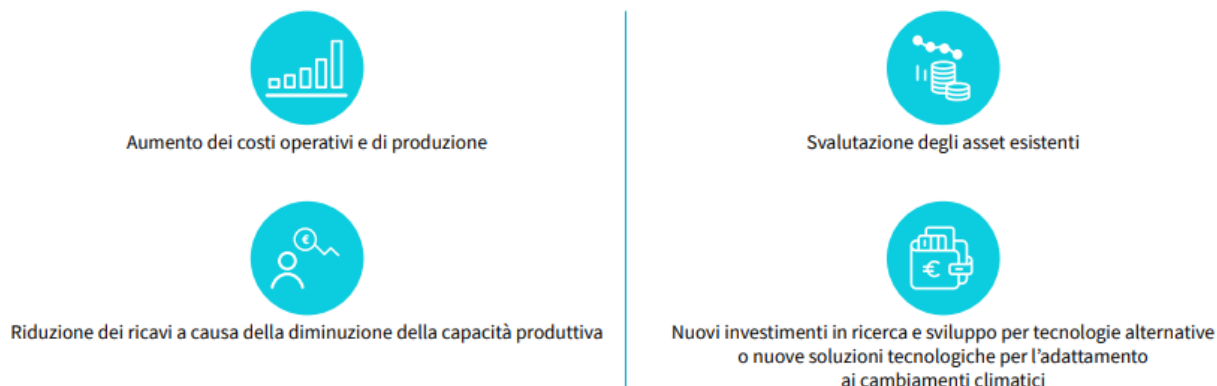 Aumento dei costi operativi e di produzione
Svalutazione degli asset esistenti
€
Riduzione dei ricavi a causa della diminuzione della capacità produttiva
€
Nuovi investimenti in ricerca e sviluppo per tecnologie alternative
o nuove soluzioni tecnologiche per l'adattamento
ai cambiamenti climatici